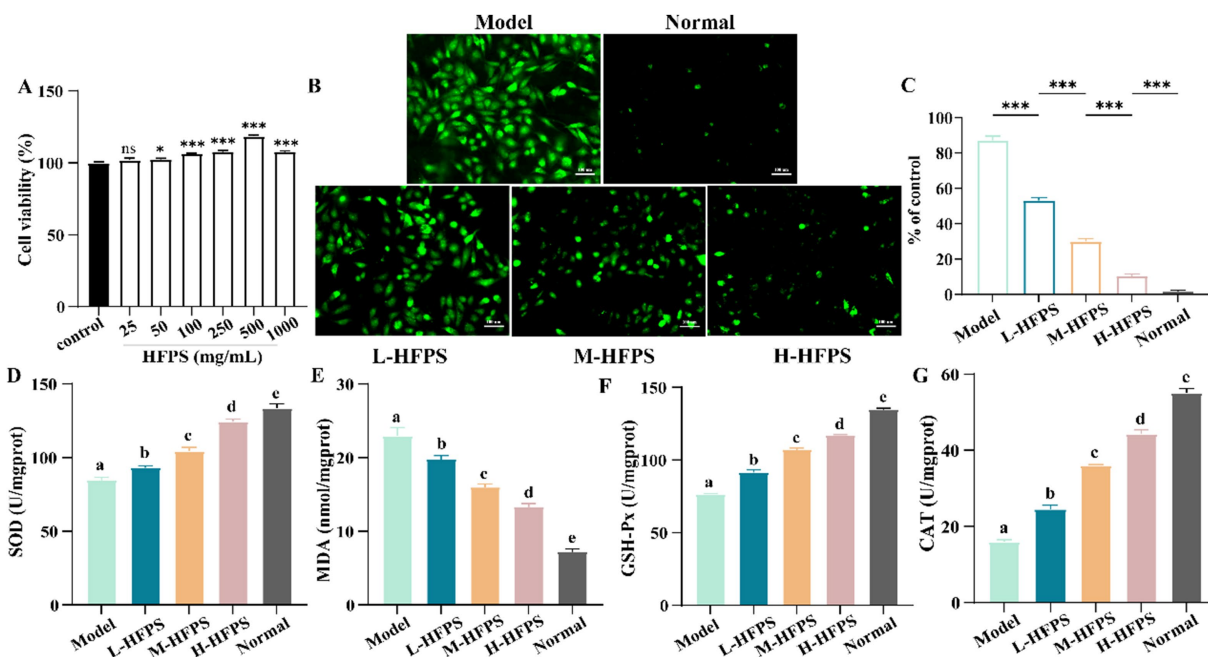 Model
Normal
A
Cell viability (%)
150
100
50
0
ns
*
***
***
***
***
control
25
50
100
250
500
1000
HFPS (mg/mL)
B
L-HFPS
M-HFPS
H-HFPS
C
% of control
100
80
60
40
20
0
***
***
***
***
Model
L-HFPS
M-HFPS
H-HFPS
Normal
D
SOD (U/mgprot)
150
100
50
0
a
b
c
d
e
Model
L-HFPS
M-HFPS
H-HFPS
Normal
E
MDA (nmol/mgprot)
30
20
10
0
a
b
c
d
e
Model
L-HFPS
M-HFPS
H-HFPS
Normal
F
GSH-Px (U/mgprot)
150
100
50
0
a
b
c
d
e
Model
L-HFPS
M-HFPS
H-HFPS
Normal
G
CAT (U/mgprot)
60
40
20
0
a
b
c
d
e
Model
L-HFPS
M-HFPS
H-HFPS
Normal